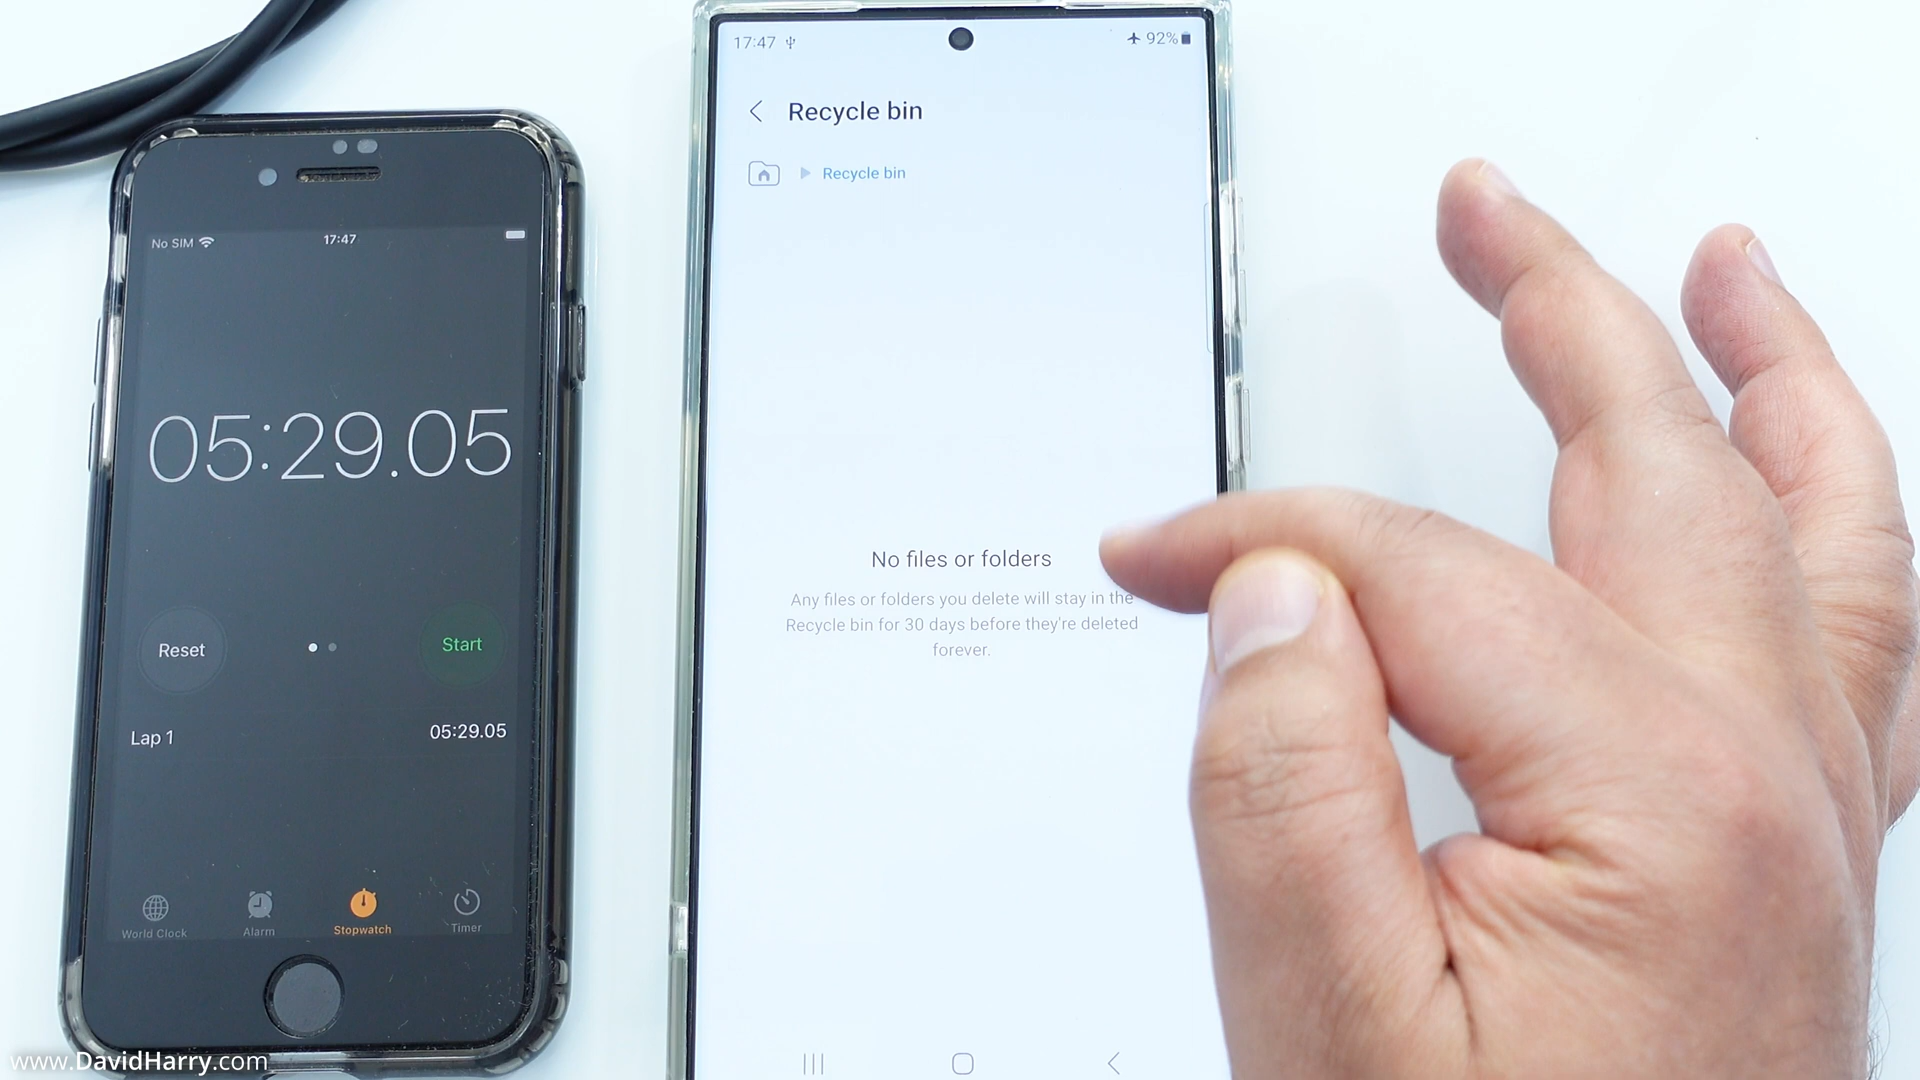 No SIM
17:47
05:29.05
Reset
Start
Lap 1
05:29.05
World Clock
Alarm
Stopwatch
Timer
17:47
92%
Recycle bin
Recycle bin
No files or folders
Any files or folders you delete will stay in the
Recycle bin for 30 days before they're deleted
forever.
www.DavidHarry.com